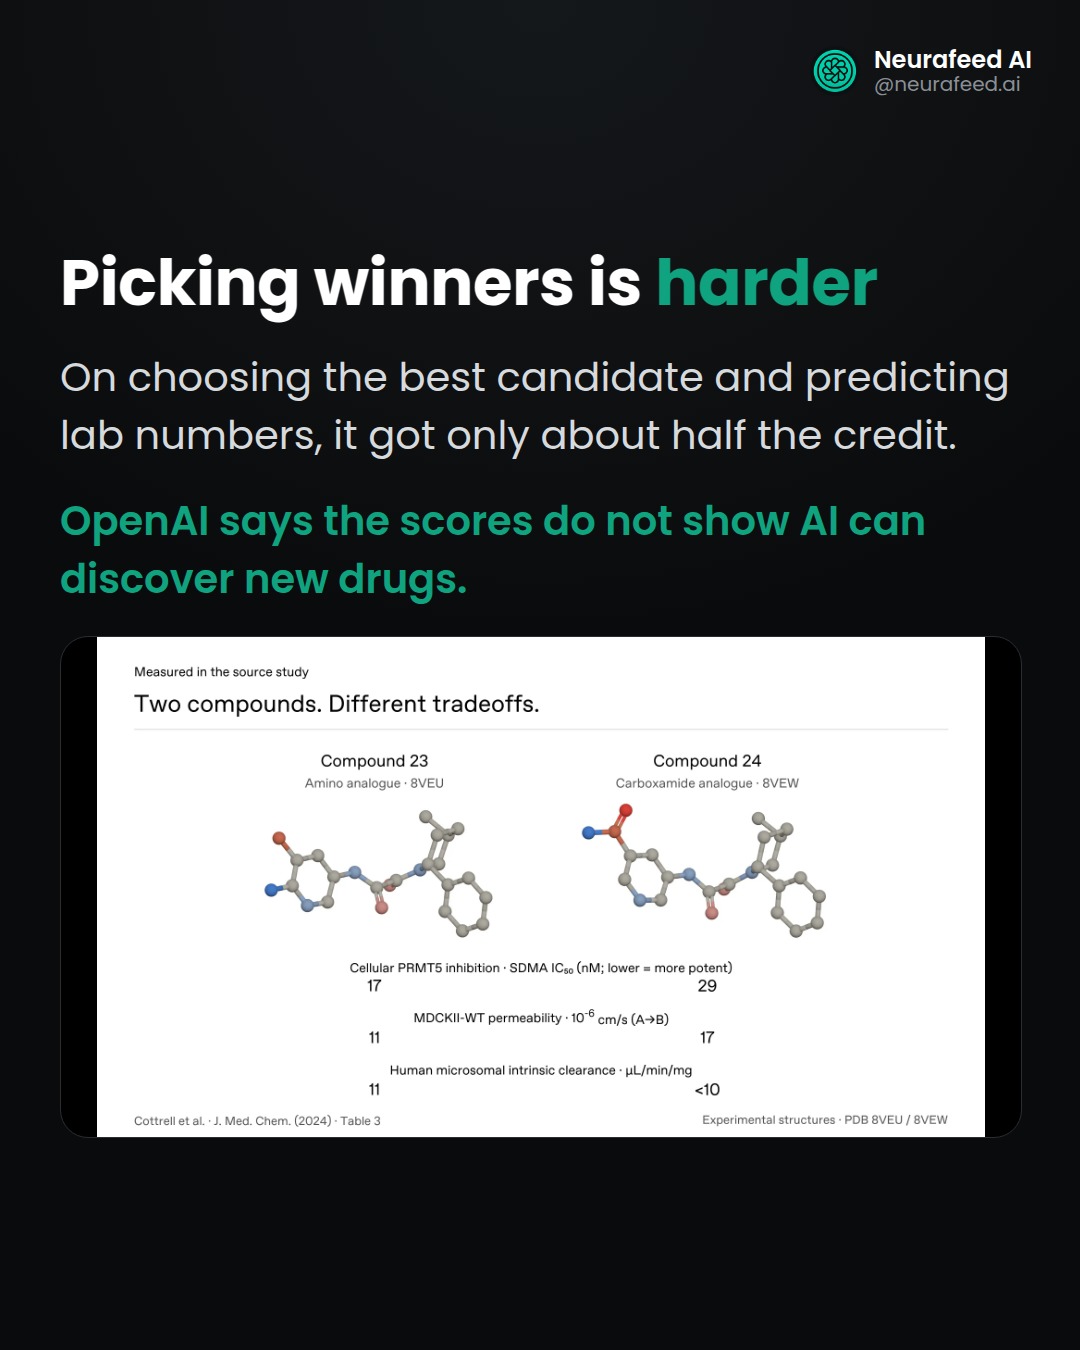 Neurafeed AI
@neurafeed.ai
Picking winners is harder
On choosing the best candidate and predicting
lab numbers, it got only about half the credit.
OpenAI says the scores do not show AI can
discover new drugs.
Measured in the source study
Two compounds. Different tradeoffs.
Compound 23
Amino analogue · 8VEU
Compound 24
Carboxamide analogue · 8VEW
Cellular PRMT5 inhibition · SDMA IC₅₀ (nM; lower = more potent)
17 29
MDCKII-WT permeability · 10⁻⁶ cm/s (A→B)
11 17
Human microsomal intrinsic clearance · µL/min/mg
11 <10
Cottrell et al. · J. Med. Chem. (2024) · Table 3
Experimental structures · PDB 8VEU / 8VEW